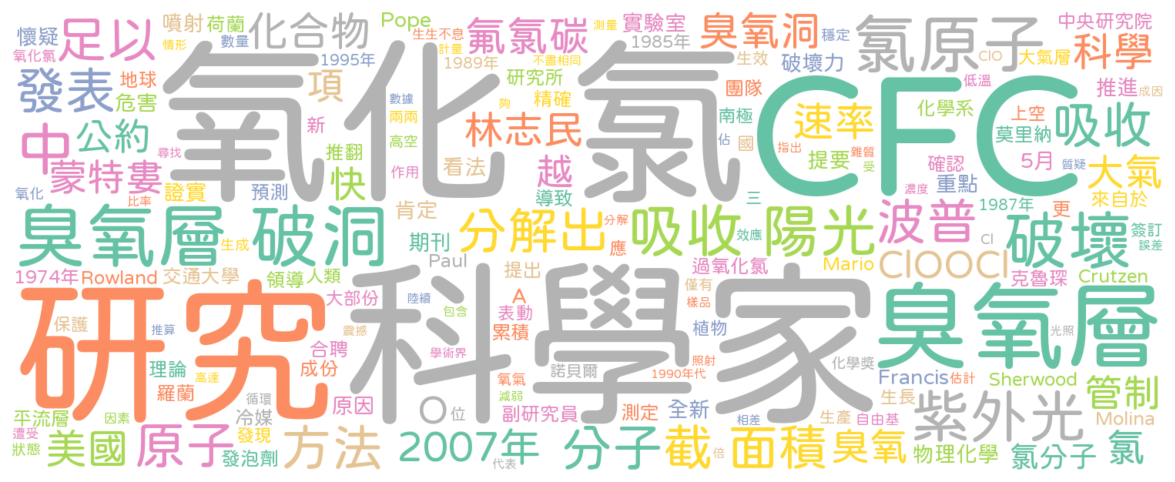 懷疑 噴射 荷蘭 化合物 Pope 生生不息 氟氯碳 實驗室 1985年 臭氧洞 穩定 氯原子 中央研究院
氧化氯 足以 情形 數量 1995年 計量 1989年 不盡相同 測量 生效 破壞力 ClO 大氣層 科學
發表 地球 危害 項 氧化氯 數據 兩兩 研究所 精確 團隊 CFC 低溫 推進 成因
中 公約 新 推翻 高空 林志民 看法 南極 速率 化學系 上空 莫里納 吸收
蒙特婁 尋找 證實 預測 快 作用 越 佔 國 指出 提要 雜質 受 確認 重點 5月 質疑 大氣
氧化 比率 肯定 導致 三 濃度 1987年 更 來自於
臭氧層 破洞 期刊 分解出 分解 應 吸收 效應 陽光 波普 破壞 簽訂 誤差
1974年 Rowland 生成 交通大學 領導 人類 Paul 提出 過氧化氯 Mario ClOOCl Cl 克魯琛 Crutzen
研究 大部份 陸續 科學家 包含 A 表動 累積 僅有 樣品 植物 臭氧層
保護 推算 理論 震撼 合聘 學術界 氧氣 諾貝爾 照射 1990年代 化學獎 光照
羅蘭 高達 成份 減弱 Francis 估計 Sherwood 管制
平流層 因素 循環 冷媒 原因 O 位 副研究員 測定 全新 生產 自由基 生長 紫外光 Molina
遭受 狀態 美國 原子 發現 發泡劑 方法 2007年 代表 分子 截 倍 面積 相差 臭氧 物理化學 氯分子 氯